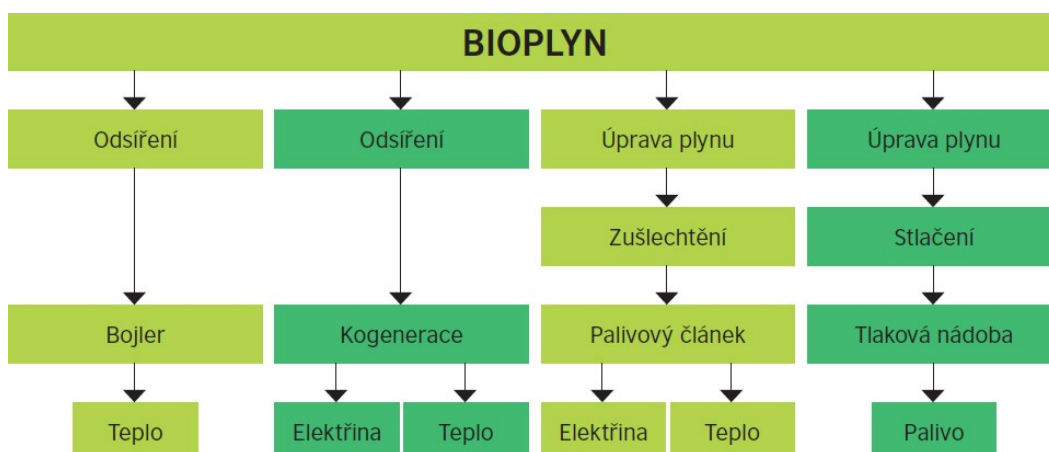 BIOPLYN
Odsíření
Odsíření
Úprava plynu
Úprava plynu
Zušlechtění
Stlačení
Bojler
Kogenerace
Palivový článek
Tlaková nádoba
Teplo
Elektřina
Teplo
Elektřina
Teplo
Palivo